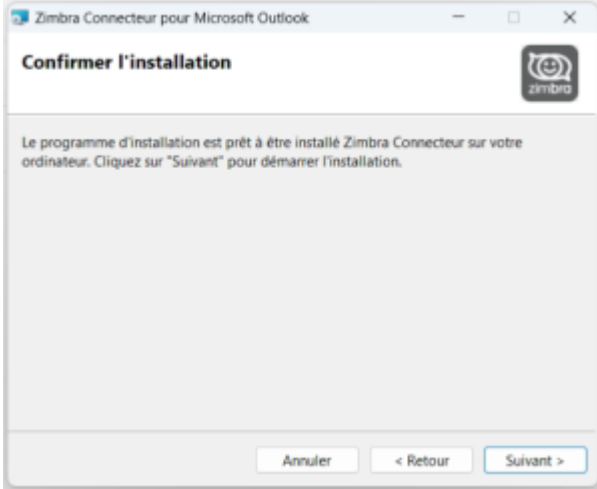 Zimbra Connecteur pour Microsoft Outlook
Confirmer l'installation
zimbra
Le programme d'installation est prêt à être installé Zimbra Connecteur sur votre
ordinateur. Cliquez sur "Suivant" pour démarrer l'installation.
Annuler
< Retour
Suivant >